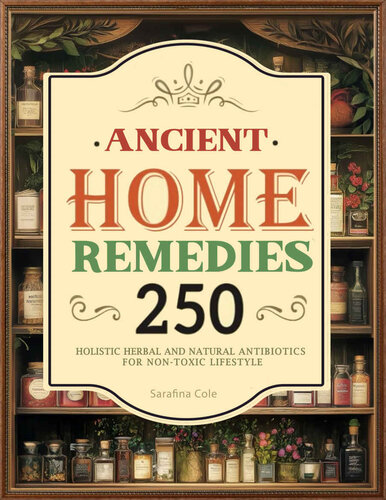 ANCIENT
HOME
REMEDIES
250
HOLISTIC HERBAL AND NATURAL ANTIBIOTICS
FOR NON-TOXIC LIFESTYLE
Sarafina Cole